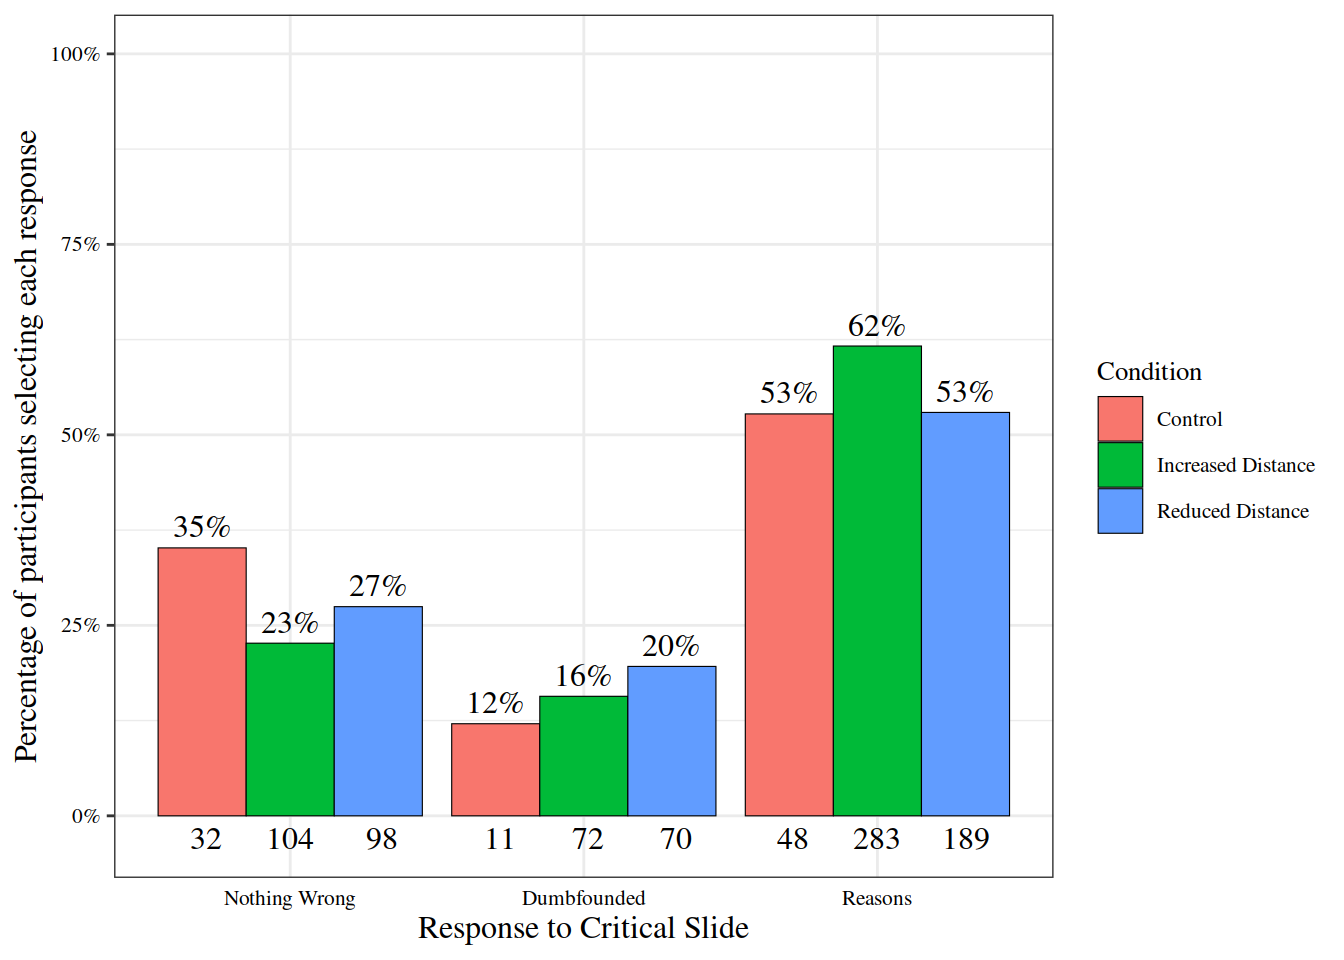 Percentage of participants selecting each response
100%
75%
50%
25%
0%
35%
23%
27%
12%
16%
20%
53%
62%
53%
32 104 98 11 72 70 48 283 189
Nothing Wrong Dumbfounded Reasons
Response to Critical Slide
Condition
Control
Increased Distance
Reduced Distance